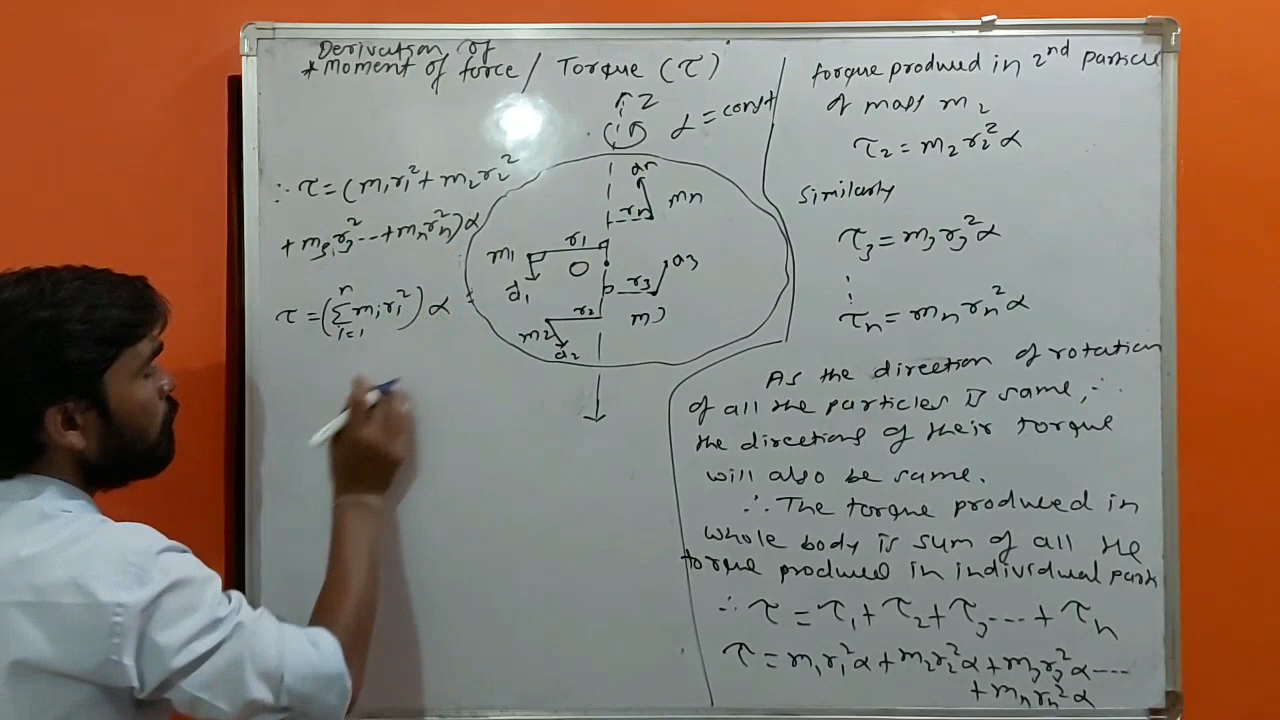 Derivation of
* Moment of force / Torque (τ)
z
α = const
∴ τ = (m₁r₁² + m₂r₂²
+ m₃r₃² --- + mₙrₙ²)α
τ = (∑ⁿᵢ₌₁ mᵢrᵢ²) α
aₙ
rₙ mₙ
m₁ r₁
O
a₁
r₃ a₃
m₃
r₂
m₂
a₂
torque produced in 2nd particle
of mass m₂
τ₂ = m₂r₂²α
Similarly
τ₃ = m₃r₃²α
⋮
τₙ = mₙrₙ²α
As the direction of rotation
of all the particles is same, ∴
the directions of their torque
will also be same.
∴ The torque produced in
whole body is sum of all the
torque produced in individual
∴ τ = τ₁ + τ₂ + τ₃ --- + τₙ
τ = m₁r₁²α + m₂r₂²α + m₃r₃²α ----
+ mₙrₙ²α